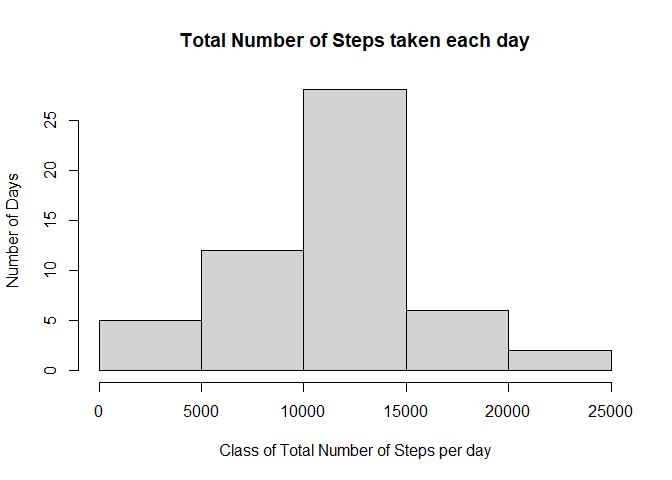 Total Number of Steps taken each day
Number of Days
25
20
15
10
5
0
0 5000 10000 15000 20000 25000
Class of Total Number of Steps per day